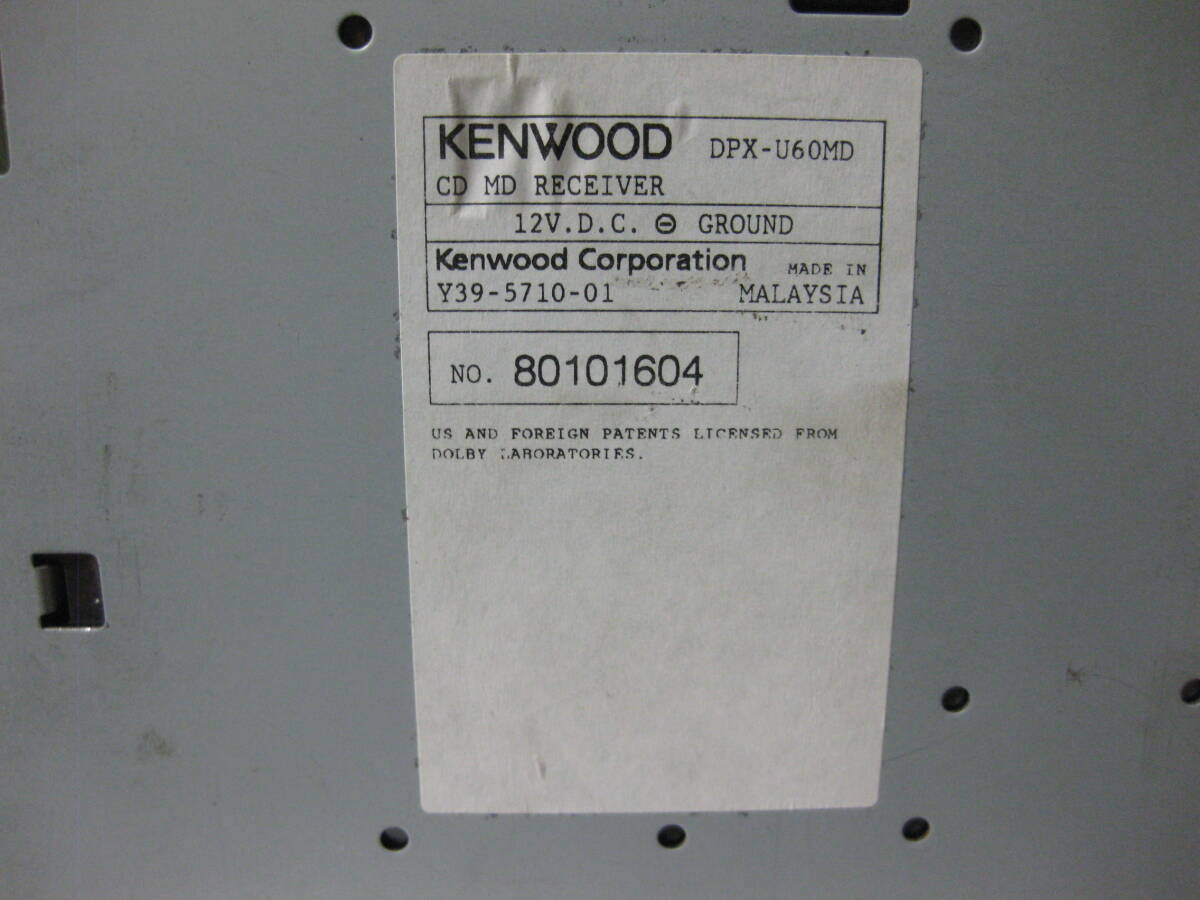 KENWOOD DPX-U60MD
CD MD RECEIVER
12V.D.C. ⊖ GROUND
Kenwood Corporation MADE IN
Y39-5710-01 MALAYSIA
NO. 80101604
US AND FOREIGN PATENTS LICENSED FROM
DOLBY LABORATORIES.